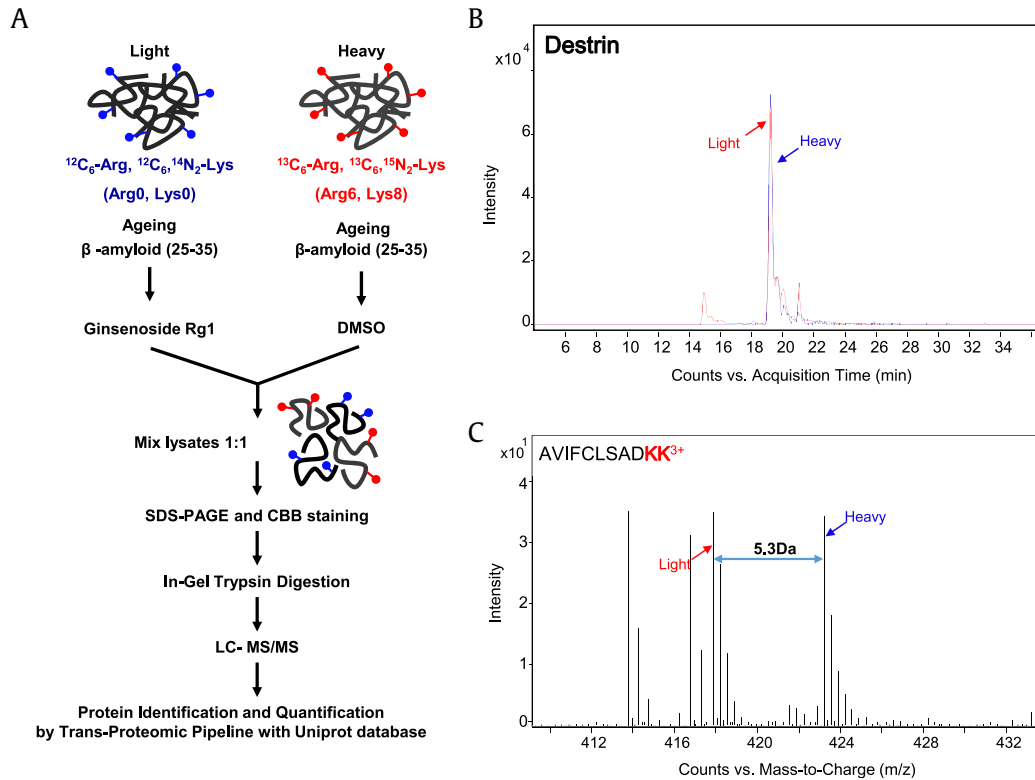 A
Light Heavy
¹²C₆-Arg, ¹²C₆,¹⁴N₂-Lys ¹³C₆-Arg, ¹³C₆,¹⁵N₂-Lys
(Arg0, Lys0) (Arg6, Lys8)
Ageing Ageing
β -amyloid (25-35) β-amyloid (25-35)
Ginsenoside Rg1 DMSO
Mix lysates 1:1
SDS-PAGE and CBB staining
In-Gel Trypsin Digestion
LC- MS/MS
Protein Identification and Quantification
by Trans-Proteomic Pipeline with Uniprot database
B
x10⁴
Destrin
8
6
4
2
0
Intensity
Light
Heavy
6 8 10 12 14 16 18 20 22 24 26 28 30 32 34
Counts vs. Acquisition Time (min)
C
x10¹
AVIFCLSADKK³⁺
4
3
2
1
0
Intensity
Light
5.3Da
Heavy
412 416 420 424 428 432
Counts vs. Mass-to-Charge (m/z)